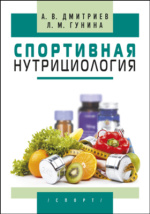 А. В. ДМИТРИЕВ
Л. М. ГУНИНА
СПОРТИВНАЯ
НУТРИЦИОЛОГИЯ
/СПОРТ/